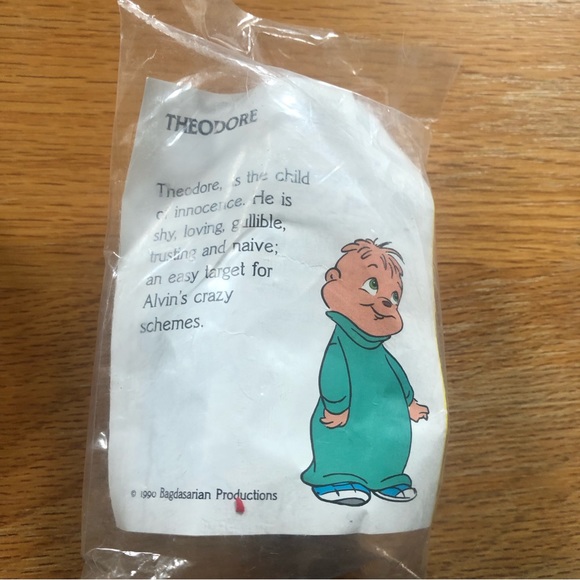 THEODORE
Theodore, is the child
of innocence. He is
shy, loving, gullible,
trusting and naive;
an easy target for
Alvin's crazy
schemes.
© 1990 Bagdasarian Productions